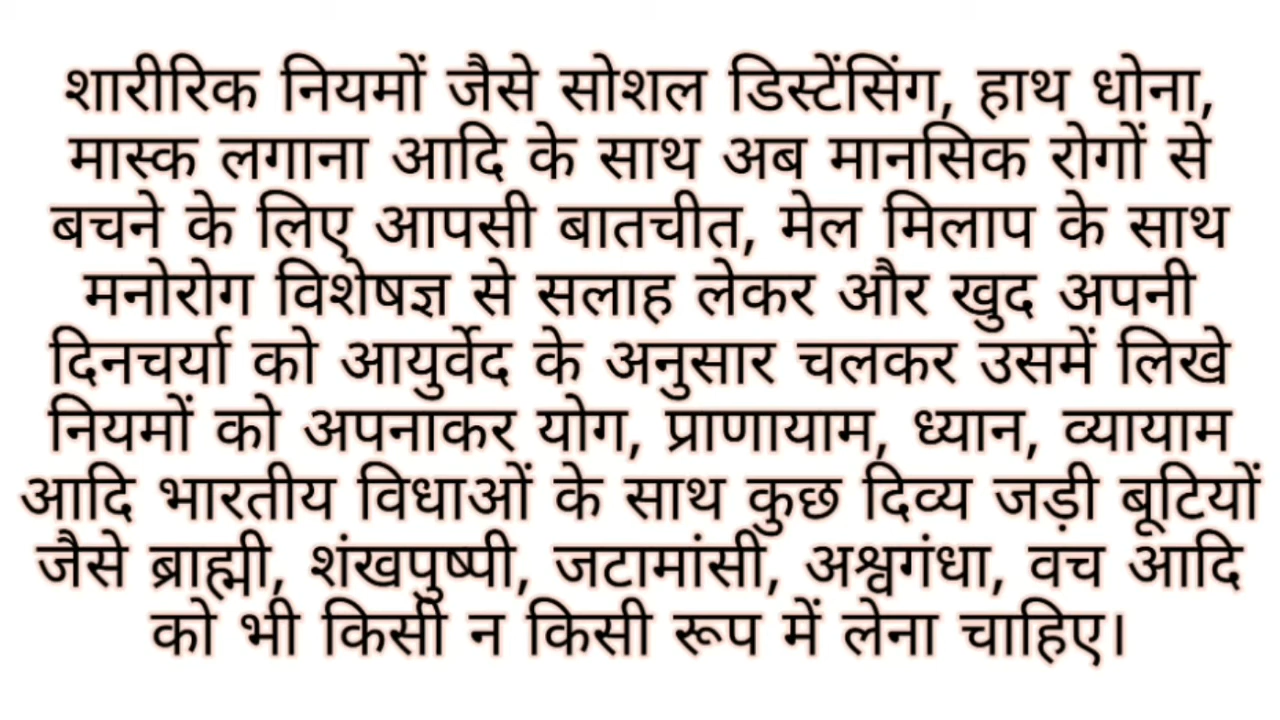 शारीरिक नियमों जैसे सोशल डिस्टेंसिंग, हाथ धोना,
मास्क लगाना आदि के साथ अब मानसिक रोगों से
बचने के लिए आपसी बातचीत, मेल मिलाप के साथ
मनोरोग विशेषज्ञ से सलाह लेकर और खुद अपनी
दिनचर्या को आयुर्वेद के अनुसार चलकर उसमें लिखे
नियमों को अपनाकर योग, प्राणायाम, ध्यान, व्यायाम
आदि भारतीय विधाओं के साथ कुछ दिव्य जड़ी बूटियों
जैसे ब्राह्मी, शंखपुष्पी, जटामांसी, अश्वगंधा, वच आदि
को भी किसी न किसी रूप में लेना चाहिए।